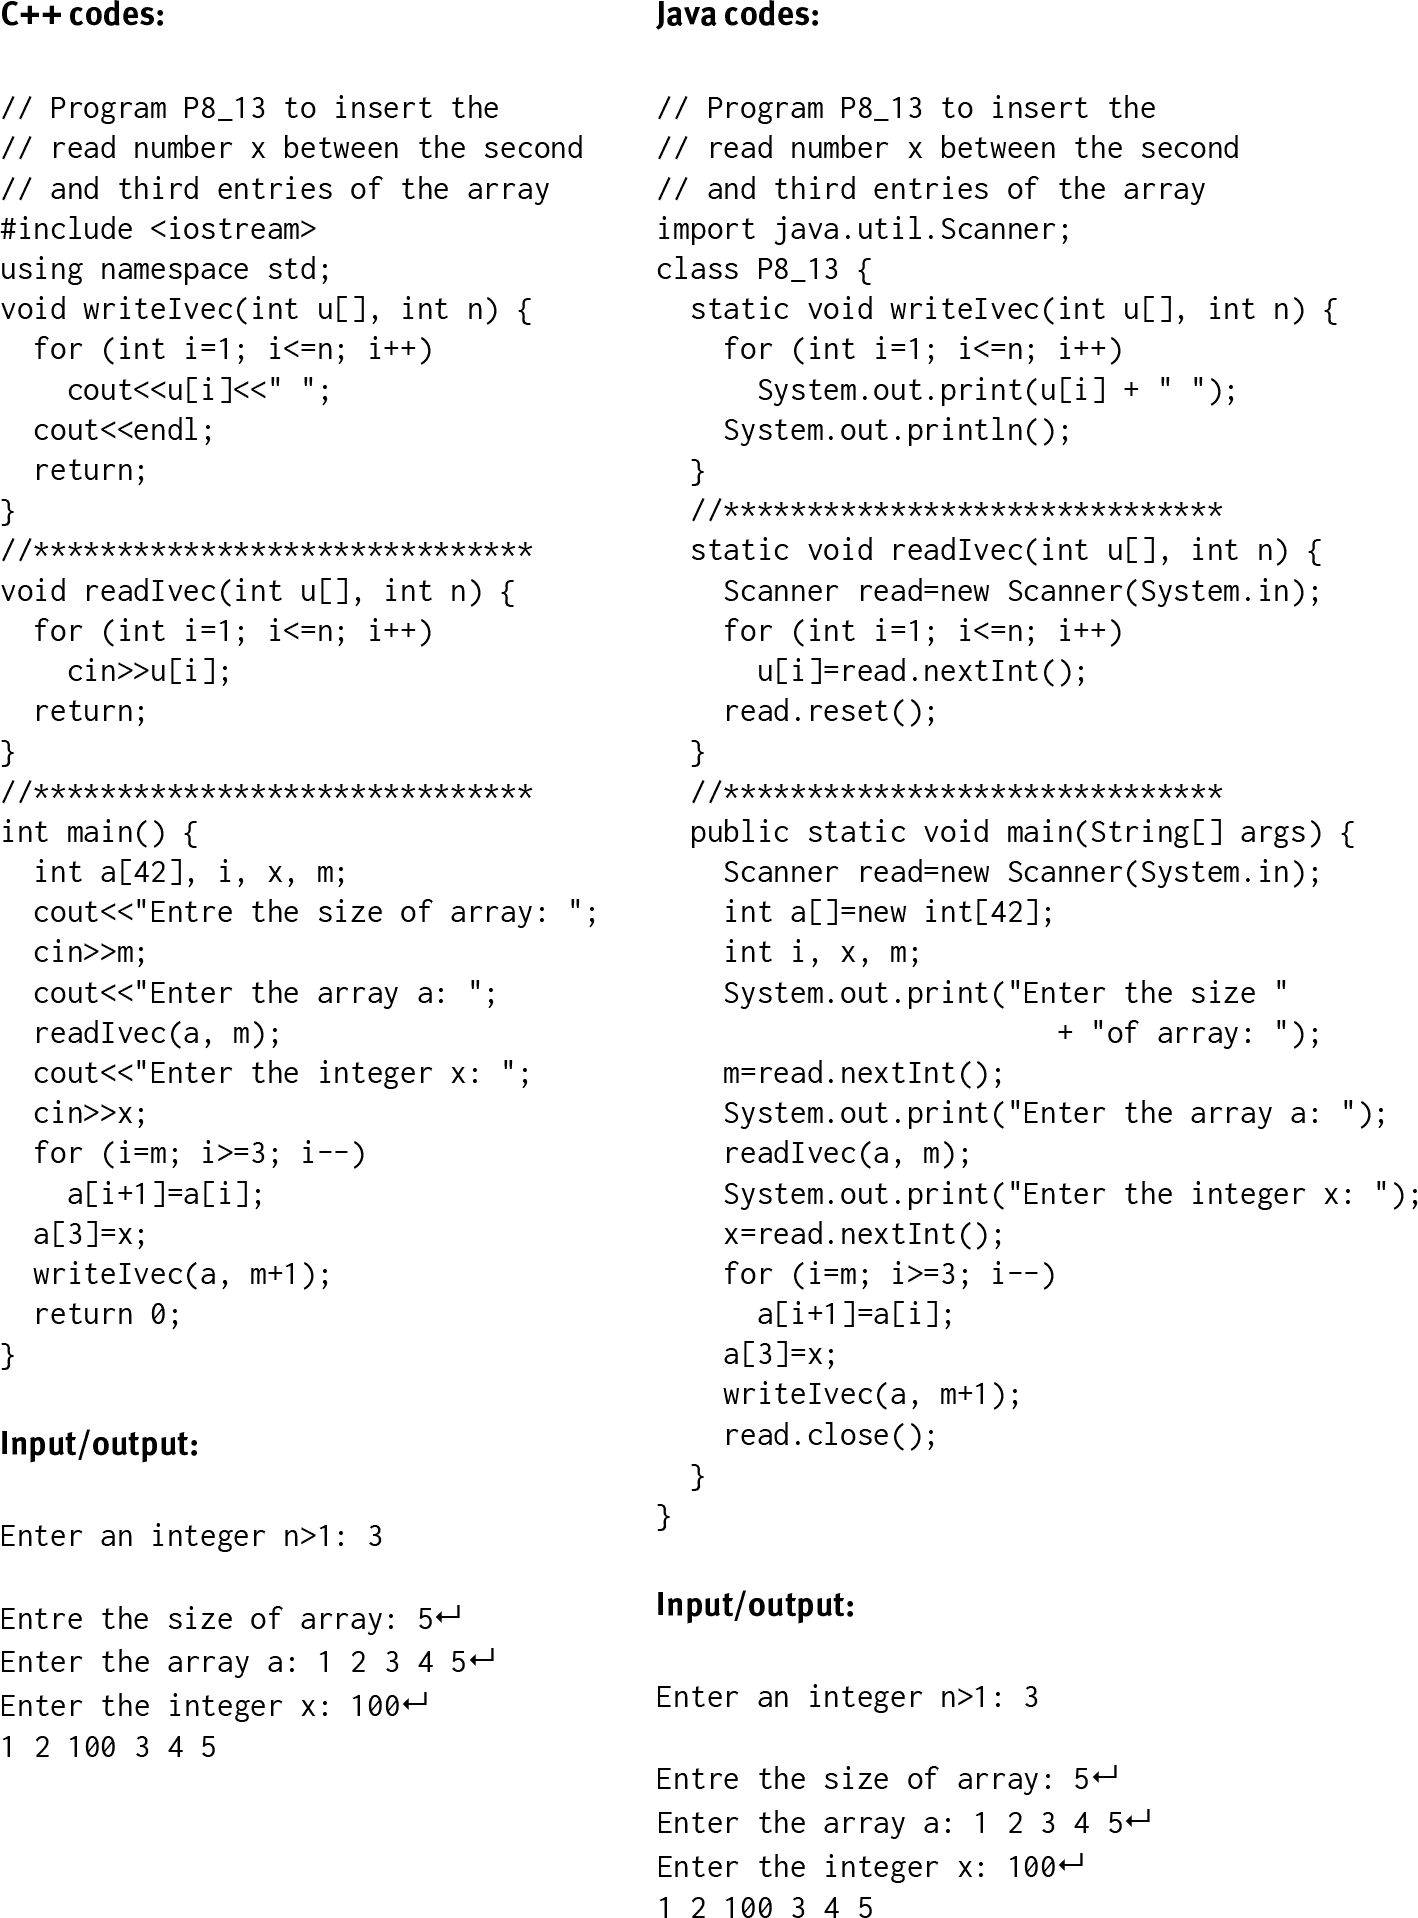 C++ codes:
// Program P8_13 to insert the
// read number x between the second
// and third entries of the array
#include <iostream>
using namespace std;
void writeIvec(int u[], int n) {
  for (int i=1; i<=n; i++)
    cout<<u[i]<<" ";
  cout<<endl;
  return;
}
//******************************
void readIvec(int u[], int n) {
  for (int i=1; i<=n; i++)
    cin>>u[i];
  return;
}
//******************************
int main() {
  int a[42], i, x, m;
  cout<<"Entre the size of array: ";
  cin>>m;
  cout<<"Enter the array a: ";
  readIvec(a, m);
  cout<<"Enter the integer x: ";
  cin>>x;
  for (i=m; i>=3; i--)
    a[i+1]=a[i];
  a[3]=x;
  writeIvec(a, m+1);
  return 0;
}
Input/output:
Enter an integer n>1: 3
Entre the size of array: 5↵
Enter the array a: 1 2 3 4 5↵
Enter the integer x: 100↵
1 2 100 3 4 5
Java codes:
// Program P8_13 to insert the
// read number x between the second
// and third entries of the array
import java.util.Scanner;
class P8_13 {
  static void writeIvec(int u[], int n) {
    for (int i=1; i<=n; i++)
      System.out.print(u[i] + " ");
    System.out.println();
  }
  //******************************
  static void readIvec(int u[], int n) {
    Scanner read=new Scanner(System.in);
    for (int i=1; i<=n; i++)
      u[i]=read.nextInt();
    read.reset();
  }
  //******************************
  public static void main(String[] args) {
    Scanner read=new Scanner(System.in);
    int a[]=new int[42];
    int i, x, m;
    System.out.print("Enter the size "
                        + "of array: ");
    m=read.nextInt();
    System.out.print("Enter the array a: ");
    readIvec(a, m);
    System.out.print("Enter the integer x: ");
    x=read.nextInt();
    for (i=m; i>=3; i--)
      a[i+1]=a[i];
    a[3]=x;
    writeIvec(a, m+1);
    read.close();
  }
}
Input/output:
Enter an integer n>1: 3
Entre the size of array: 5↵
Enter the array a: 1 2 3 4 5↵
Enter the integer x: 100↵
1 2 100 3 4 5